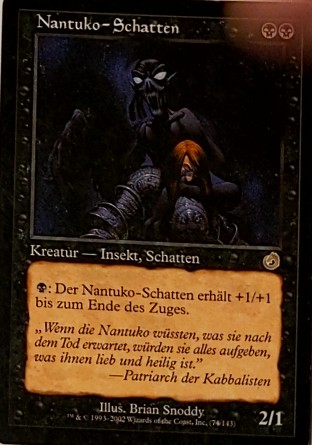 Nantuko-Schatten
Kreatur — Insekt, Schatten
: Der Nantuko-Schatten erhält +1/+1
bis zum Ende des Zuges.
„Wenn die Nantuko wüssten, was sie nach
dem Tod erwartet, würden sie alles aufgeben,
was ihnen lieb und heilig ist.”
—Patriarch der Kabbalisten
Illus. Brian Snoddy
™ & © 1993-2002 Wizards of the Coast, Inc. (74/143)
2/1